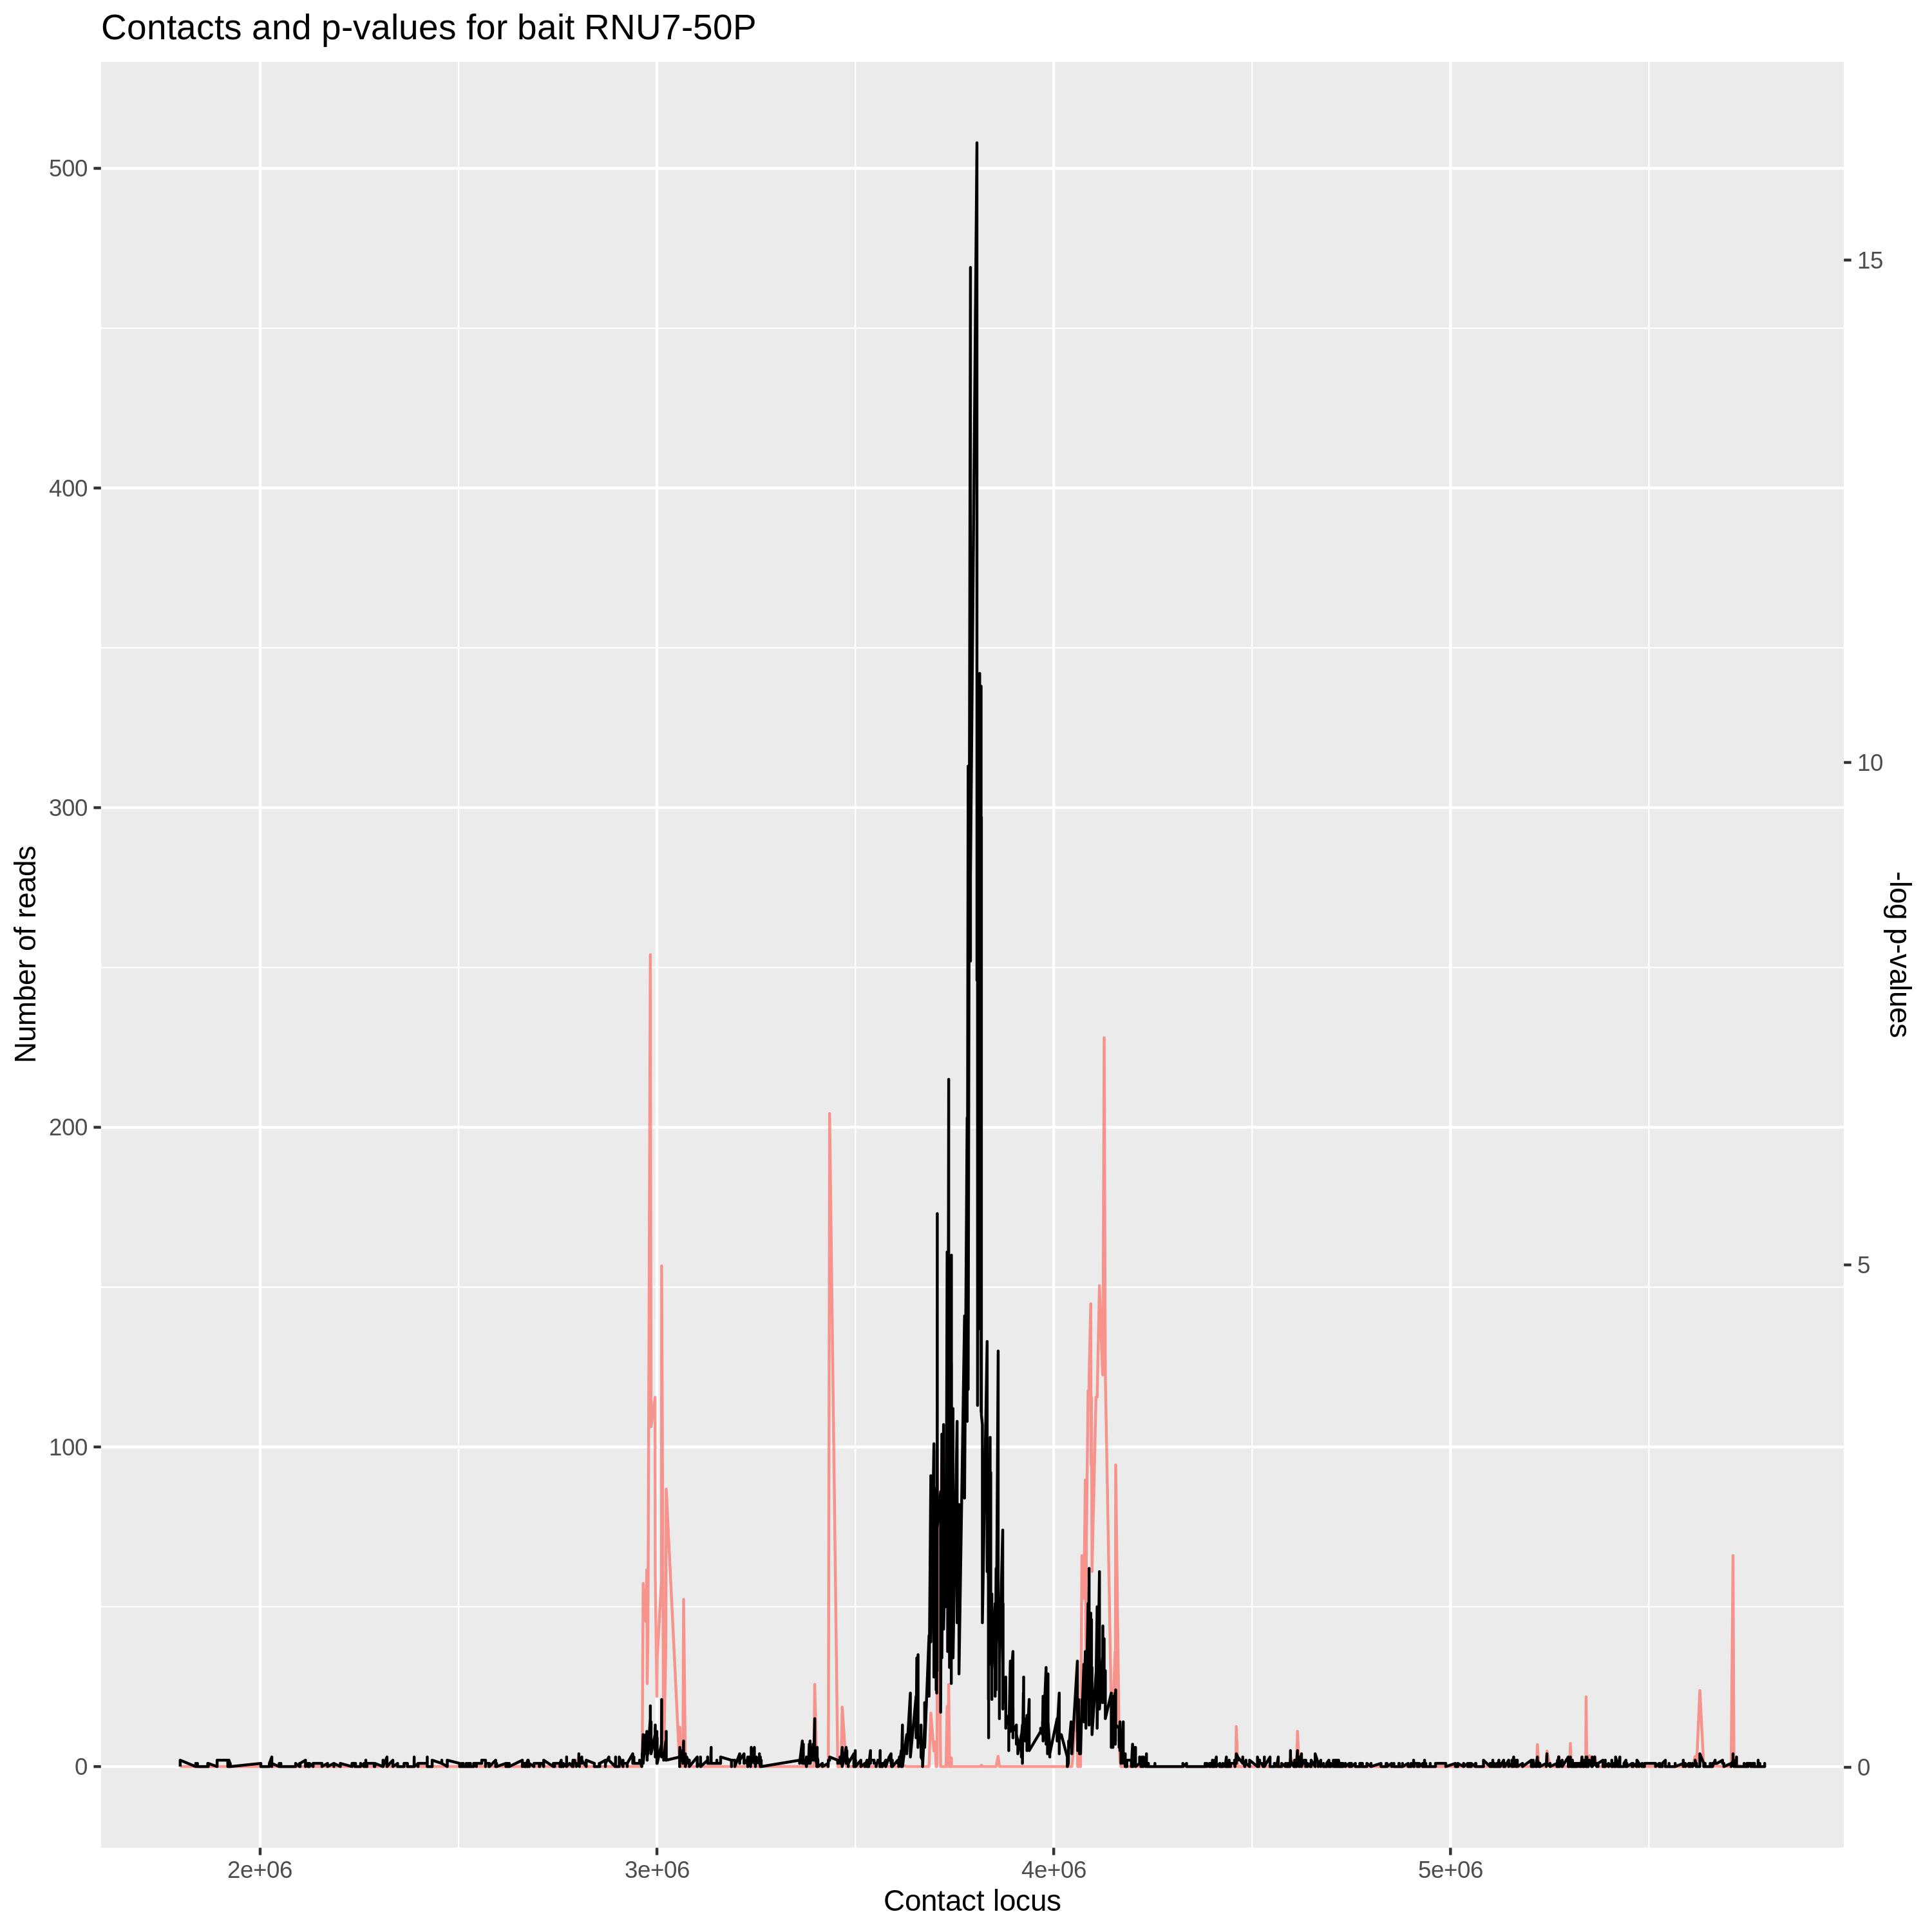 Contacts and p-values for bait RNU7-50P
500
400
300
200
100
0
Number of reads
15
10
5
0
-log p-values
2e+06
3e+06
4e+06
5e+06
Contact locus